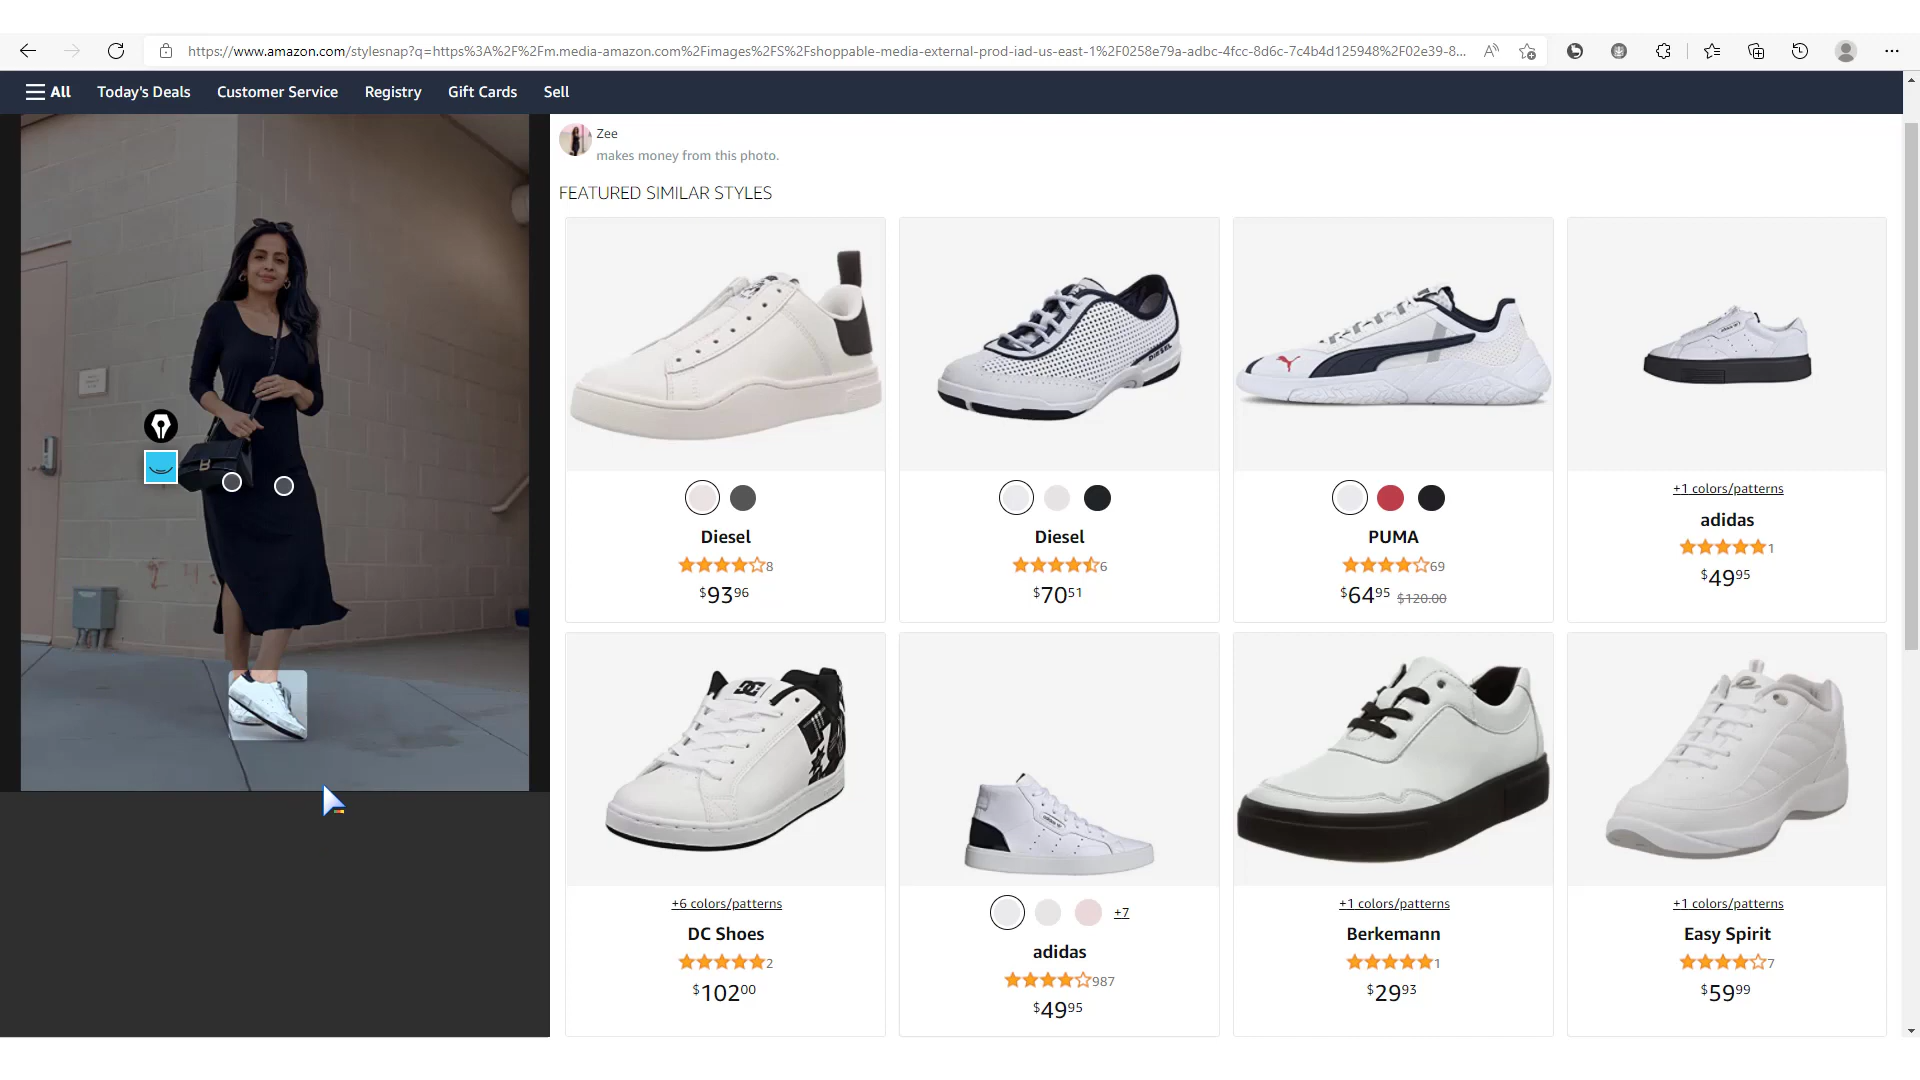 https://www.amazon.com/stylesnap?q=https%3A%2F%2Fm.media-amazon.com%2Fimages%2FS%2Fshoppable-media-external-prod-iad-us-east-1%2F0258e79a-adbc-4fcc-8d6c-7c4b4d125948%2F02e39-8...
All Today's Deals Customer Service Registry Gift Cards Sell
Zee
makes money from this photo.
FEATURED SIMILAR STYLES
DIESEL
Diesel
8
$93 96
Diesel
6
$70 51
PUMA
69
$64 95 $120.00
+1 colors/patterns
adidas
1
$49 95
DC
+6 colors/patterns
DC Shoes
2
$102 00
+7
adidas
987
$49 95
+1 colors/patterns
Berkemann
1
$29 93
+1 colors/patterns
Easy Spirit
7
$59 99